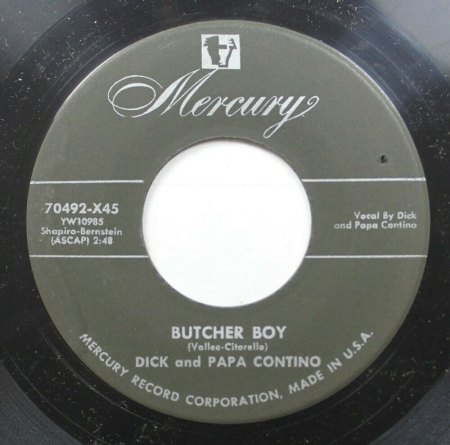 Mercury
70492-X45
YW10985
Shapiro-Bernstein
(ASCAP) 2:48
Vocal By Dick
and Papa Contino
BUTCHER BOY
(Vallee-Citorello)
DICK and PAPA CONTINO
MERCURY RECORD CORPORATION, MADE IN U.S.A.